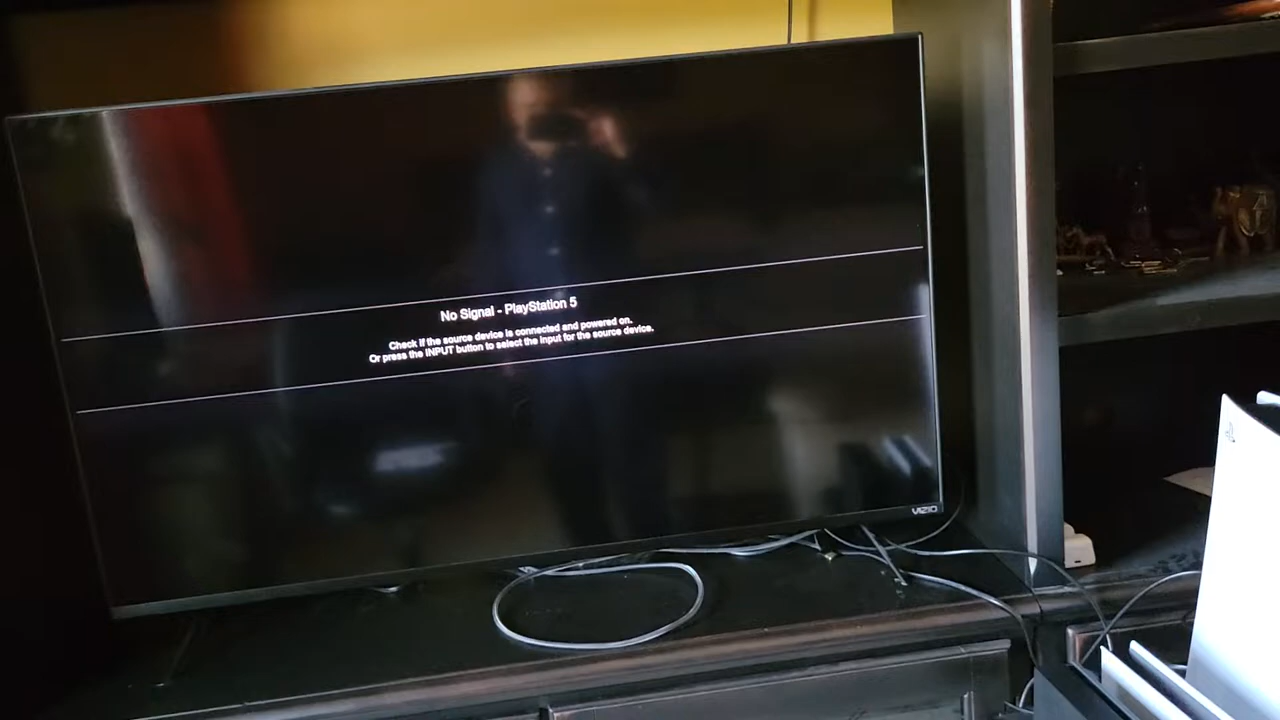 No Signal - PlayStation 5
Check if the source device is connected and powered on.
Or press the INPUT button to select the input for the source device.
VIZIO